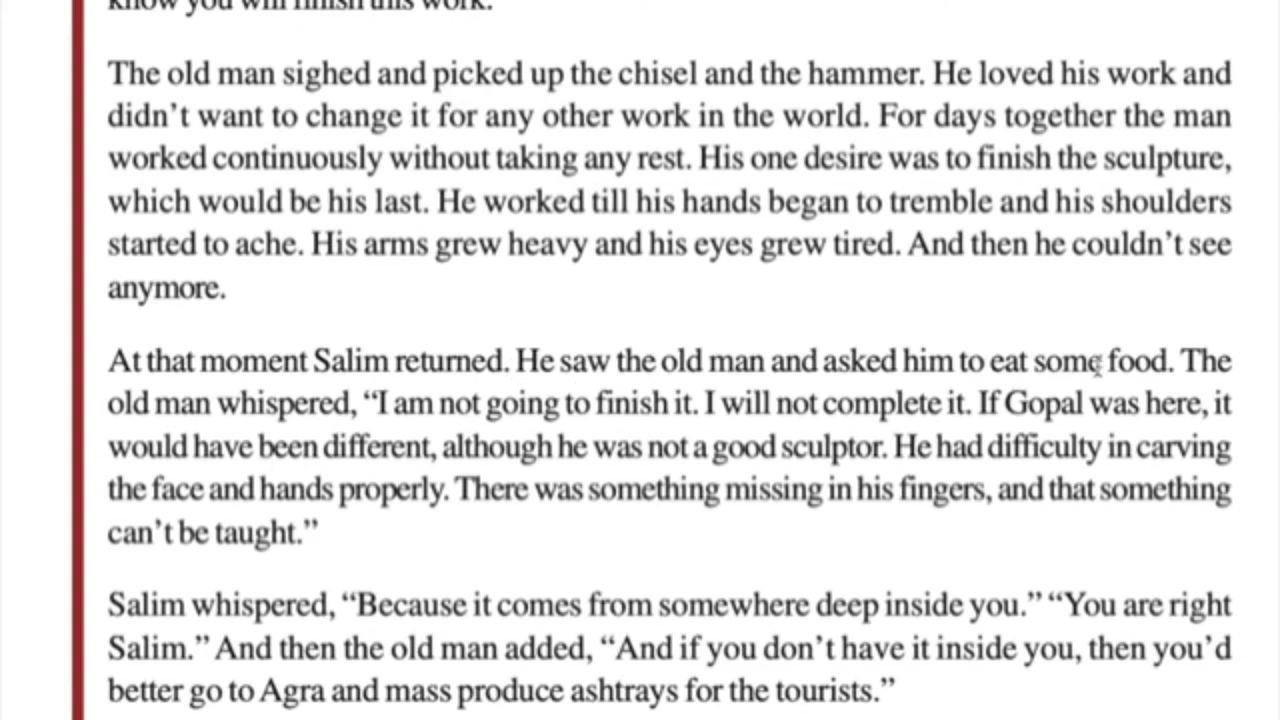 know you will finish this work.
The old man sighed and picked up the chisel and the hammer. He loved his work and
didn’t want to change it for any other work in the world. For days together the man
worked continuously without taking any rest. His one desire was to finish the sculpture,
which would be his last. He worked till his hands began to tremble and his shoulders
started to ache. His arms grew heavy and his eyes grew tired. And then he couldn’t see
anymore.
At that moment Salim returned. He saw the old man and asked him to eat some food. The
old man whispered, “I am not going to finish it. I will not complete it. If Gopal was here, it
would have been different, although he was not a good sculptor. He had difficulty in carving
the face and hands properly. There was something missing in his fingers, and that something
can’t be taught.”
Salim whispered, “Because it comes from somewhere deep inside you.” “You are right
Salim.” And then the old man added, “And if you don’t have it inside you, then you’d
better go to Agra and mass produce ashtrays for the tourists.”